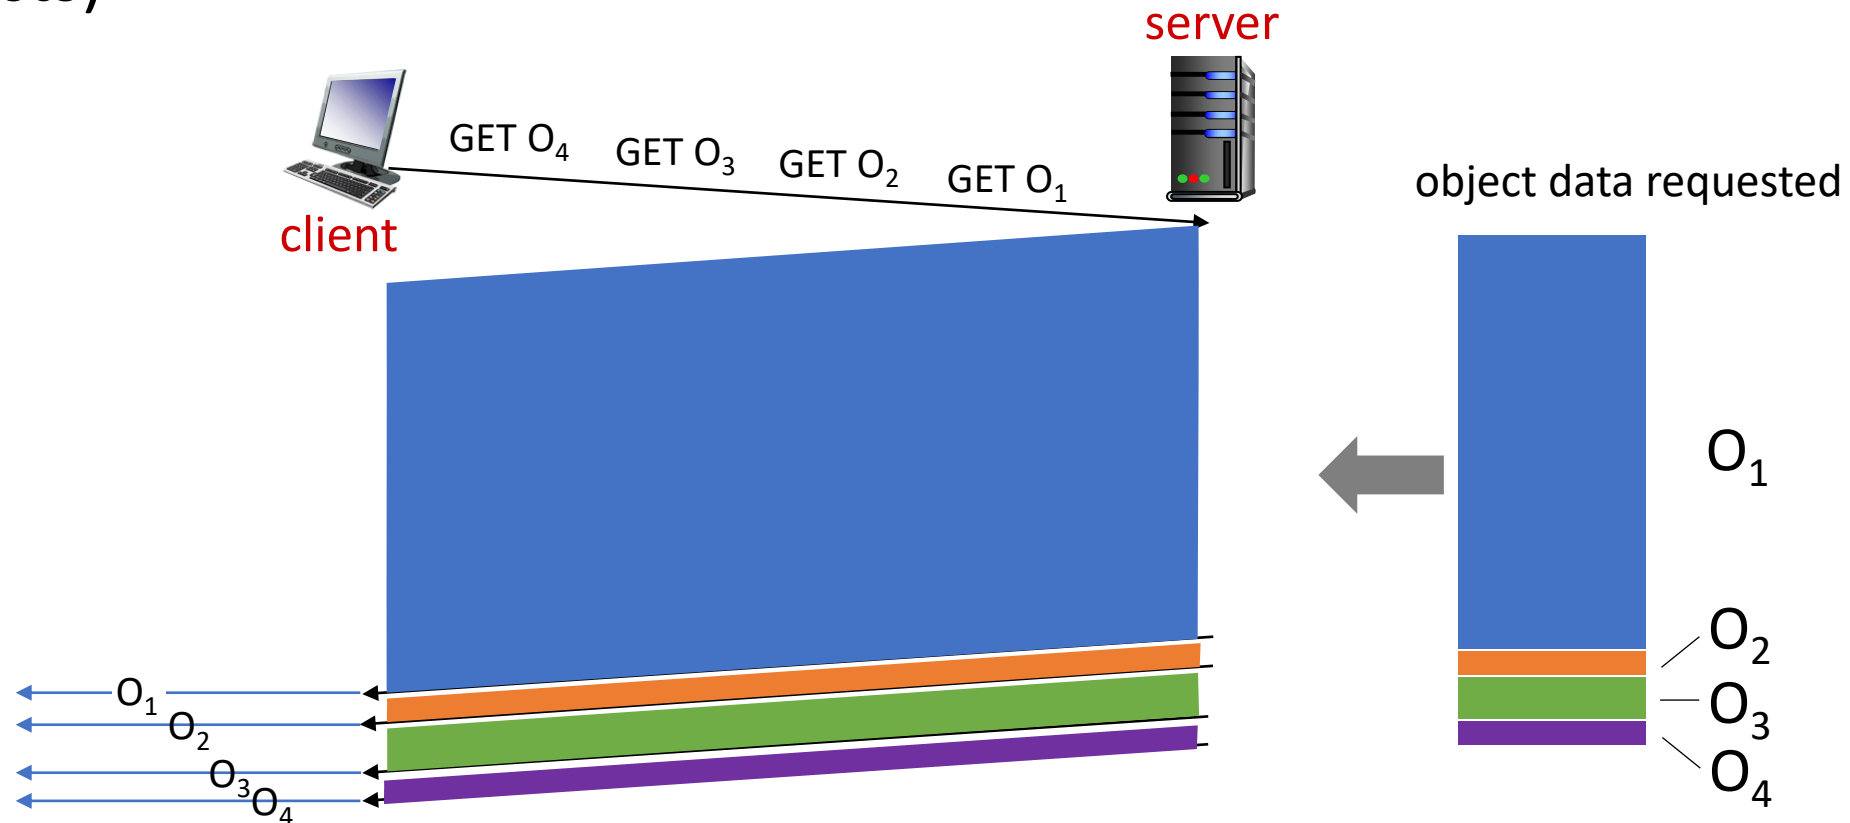 server
GET O₄
GET O₃
GET O₂
GET O₁
object data requested
client
O₁
O₂
O₃
O₄
O₁
O₂
O₃
O₄